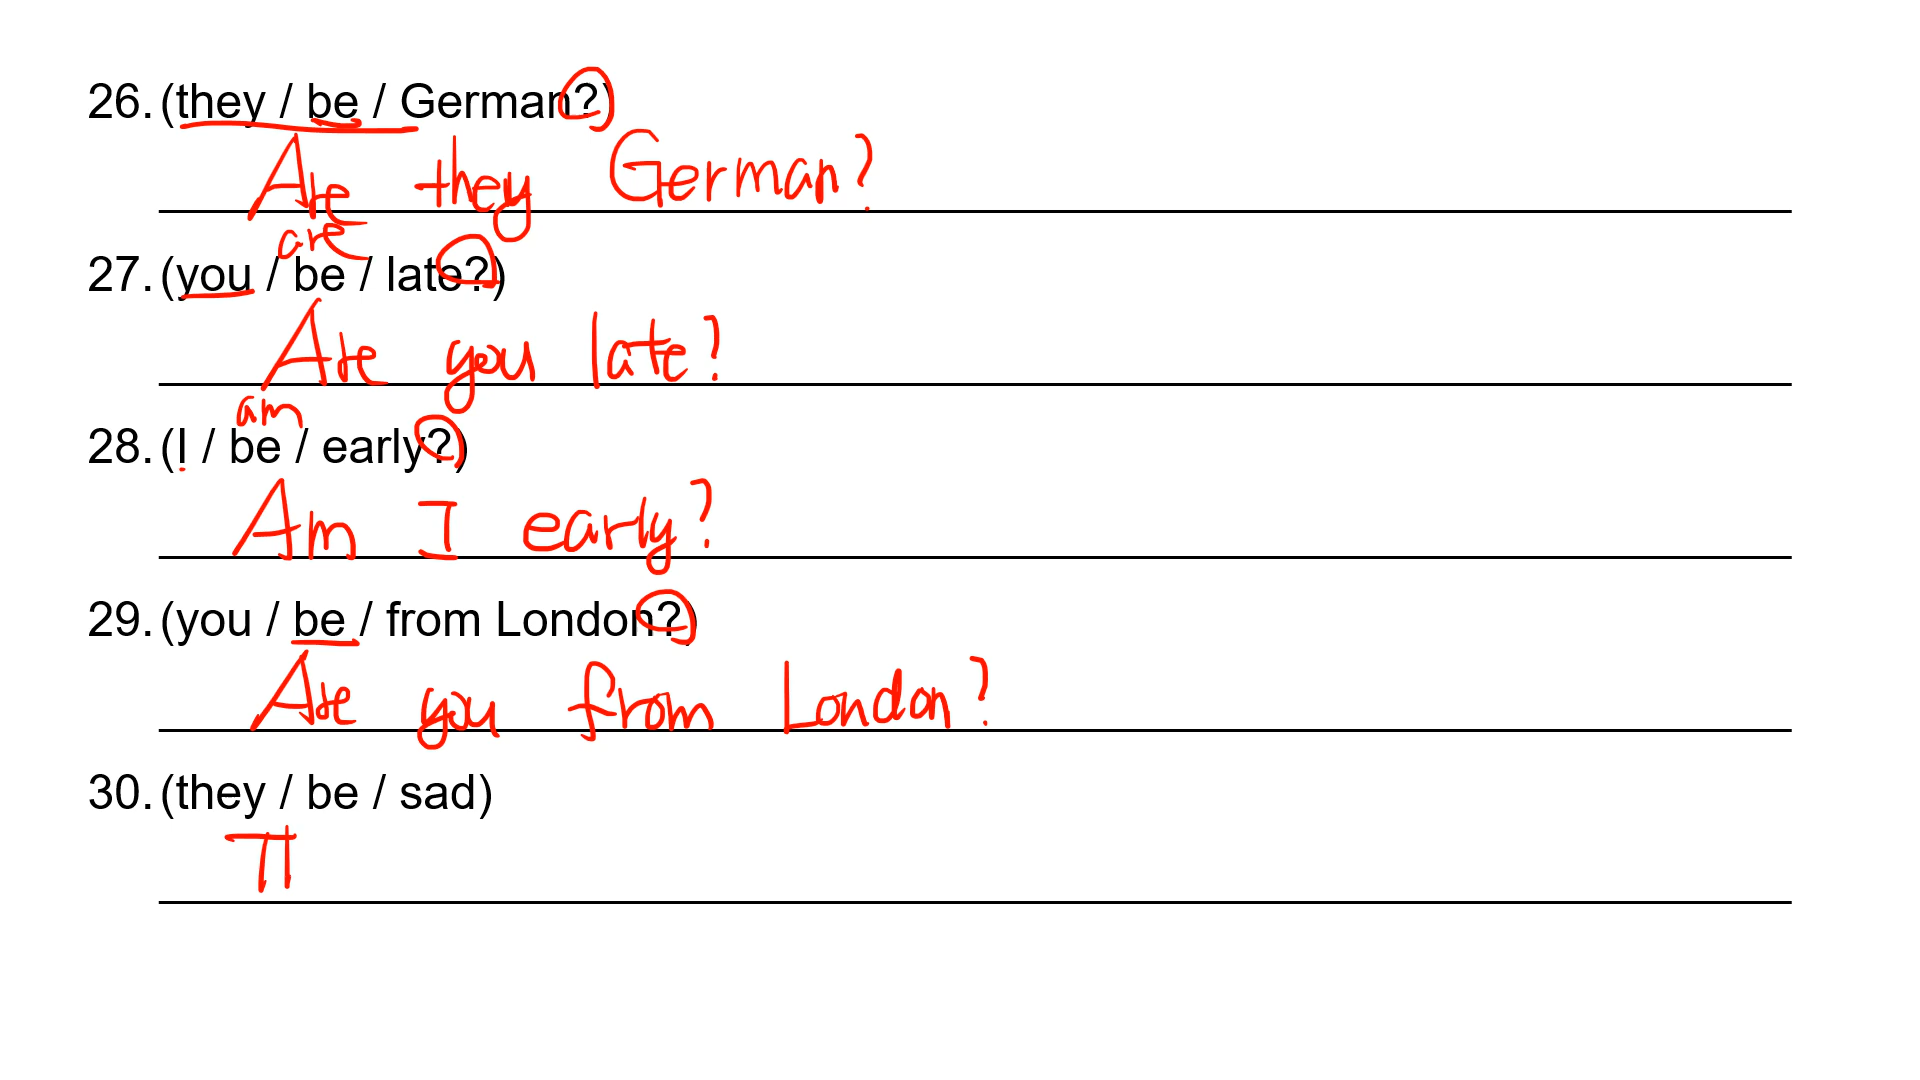 26. (they / be / German?)
Are they German?
are
27. (you / be / late?)
Are you late?
am
28. (I / be / early?)
Am I early?
29. (you / be / from London?)
Are you from London?
30. (they / be / sad)